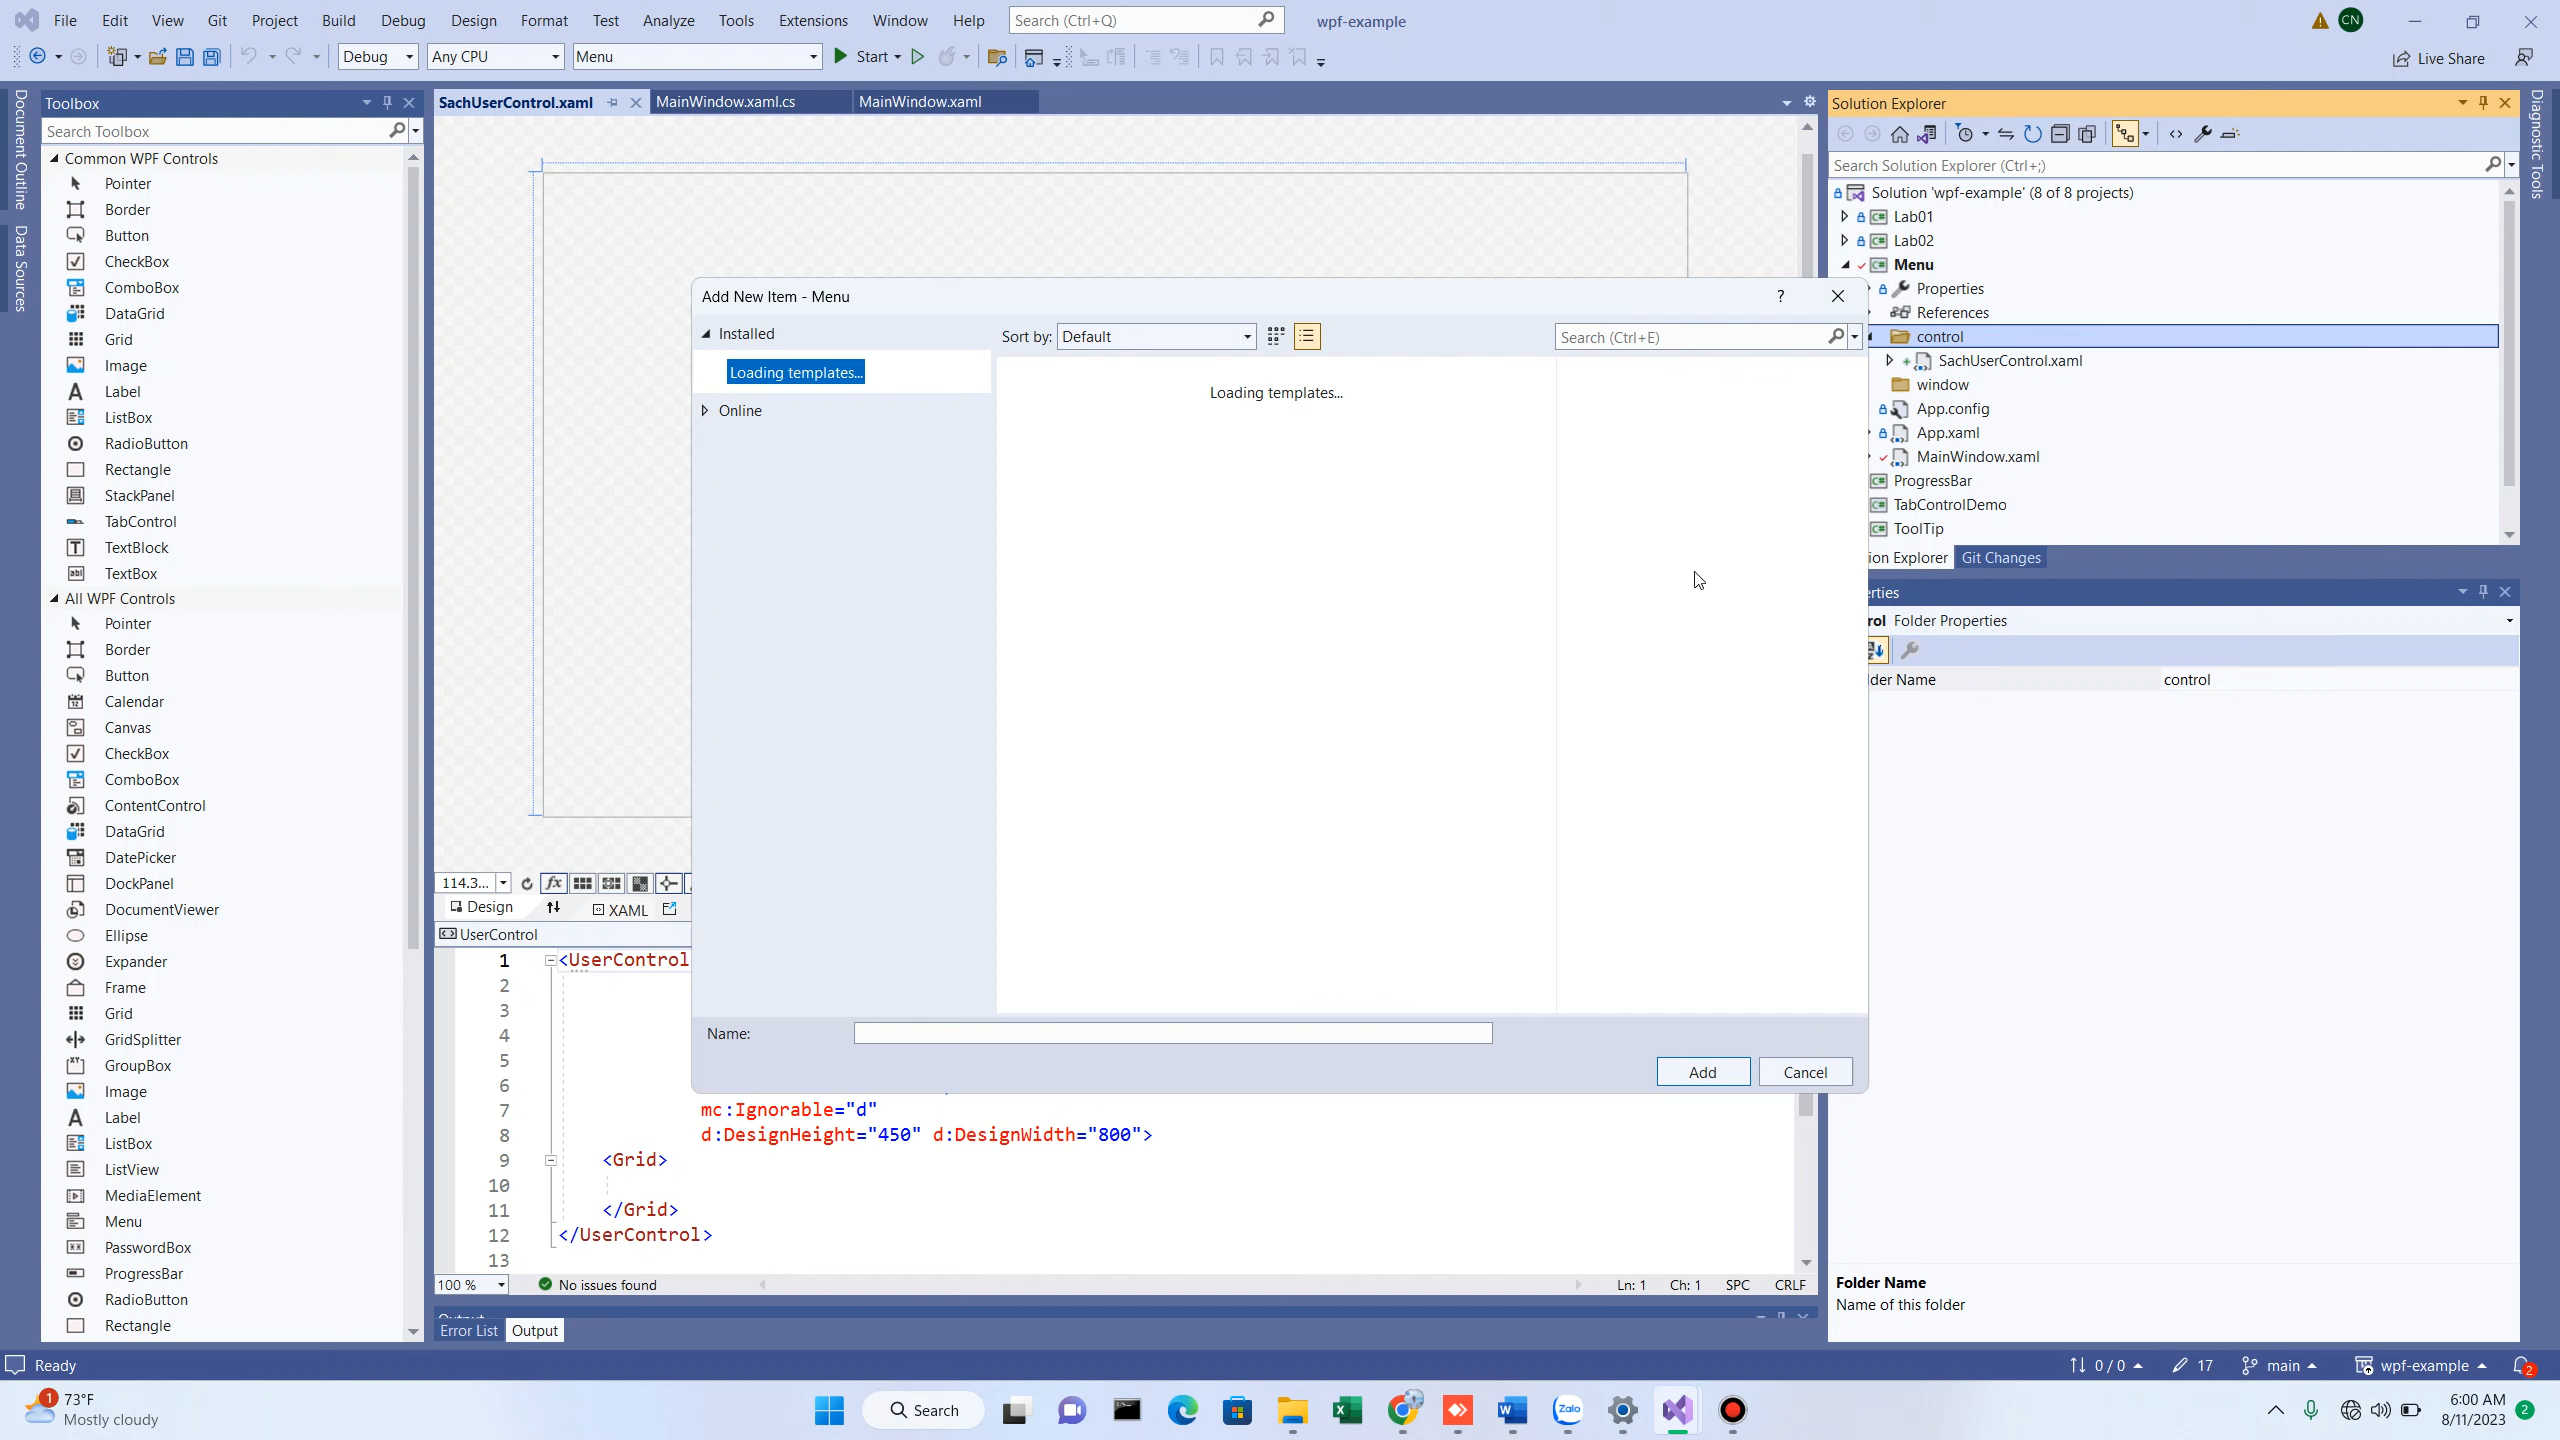 File Edit View Git Project Build Debug Design Format Test Analyze Tools Extensions Window Help Search (Ctrl+Q) wpf-example CN
Debug Any CPU Menu Start Live Share
Document Outline
Data Sources
Toolbox
Search Toolbox
Common WPF Controls
Pointer
Border
Button
CheckBox
ComboBox
DataGrid
Grid
Image
Label
ListBox
RadioButton
Rectangle
StackPanel
TabControl
TextBlock
TextBox
All WPF Controls
Pointer
Border
Button
Calendar
Canvas
CheckBox
ComboBox
ContentControl
DataGrid
DatePicker
DockPanel
DocumentViewer
Ellipse
Expander
Frame
Grid
GridSplitter
GroupBox
Image
Label
ListBox
ListView
MediaElement
Menu
PasswordBox
ProgressBar
RadioButton
Rectangle
SachUserControl.xaml MainWindow.xaml.cs MainWindow.xaml
Add New Item - Menu ?
Installed
Loading templates...
Online
Sort by: Default
Search (Ctrl+E)
Loading templates...
Name:
Add Cancel
114.3...
Design XAML
UserControl
1 <UserControl
2
3
4
5
6
7 mc:Ignorable="d"
8 d:DesignHeight="450" d:DesignWidth="800">
9 <Grid>
10
11 </Grid>
12 </UserControl>
13
100 % No issues found Ln: 1 Ch: 1 SPC CRLF
Output
Error List Output
Solution Explorer
Search Solution Explorer (Ctrl+;)
Solution 'wpf-example' (8 of 8 projects)
Lab01
Lab02
Menu
Properties
References
control
SachUserControl.xaml
window
App.config
App.xaml
MainWindow.xaml
ProgressBar
TabControlDemo
ToolTip
ion Explorer Git Changes
erties
rol Folder Properties
lder Name control
Folder Name
Name of this folder
Diagnostic Tools
Ready 0 / 0 17 main wpf-example 2
1 73°F
Mostly cloudy
Search
Zalo
6:00 AM
8/11/2023
2